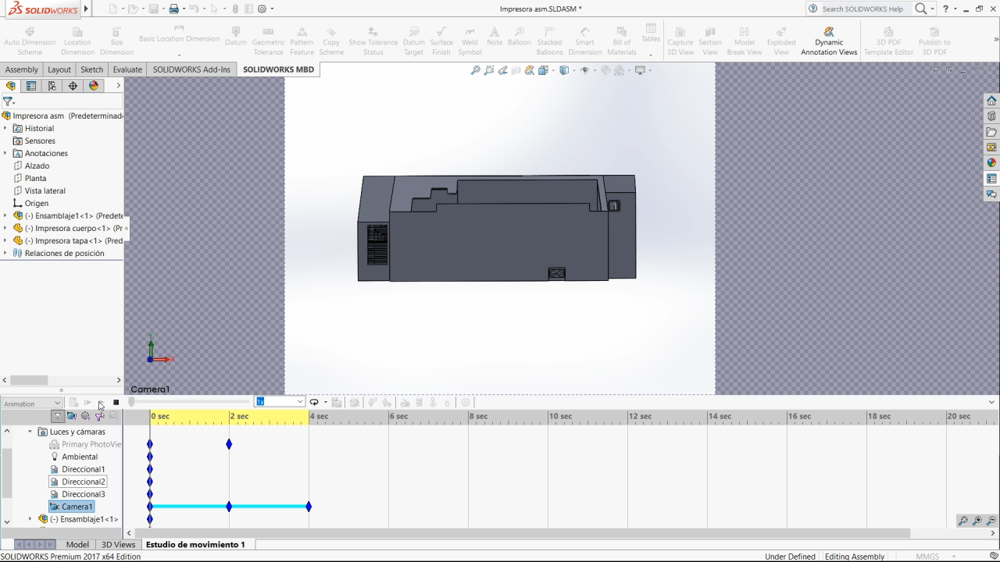 SOLIDWORKS
Impresora asm.SLDASM *
Search SOLIDWORKS Help
Auto Dimension Scheme
Location Dimension
Size Dimension
Basic Location Dimension
Datum
Geometric Tolerance
Pattern Feature
Copy Scheme
Show Tolerance Status
Datum Target
Surface Finish
Weld Symbol
Note
Balloon
Stacked Balloons
Smart Dimension
Bill of Materials
Tables
Capture 3D View
Section View
Model Break View
Exploded View
Dynamic Annotation Views
3D PDF Template Editor
Publish to 3D PDF
Assembly
Layout
Sketch
Evaluate
SOLIDWORKS Add-Ins
SOLIDWORKS MBD
Impresora asm (Predeterminad
Historial
Sensores
Anotaciones
Alzado
Planta
Vista lateral
Origen
(-) Ensamblaje1<1> (Predete
(-) Impresora cuerpo<1> (Pr
(-) Impresora tapa<1> (Pred
Relaciones de posición
Y
X
Camera1
Animation
1x
0 sec
2 sec
4 sec
6 sec
8 sec
10 sec
12 sec
14 sec
16 sec
18 sec
20 sec
Luces y cámaras
Primary PhotoVie
Ambiental
Direccional1
Direccional2
Direccional3
Camera1
(-) Ensamblaje1<1>
Model
3D Views
Estudio de movimiento 1
SOLIDWORKS Premium 2017 x64 Edition
Under Defined
Editing Assembly
MMGS